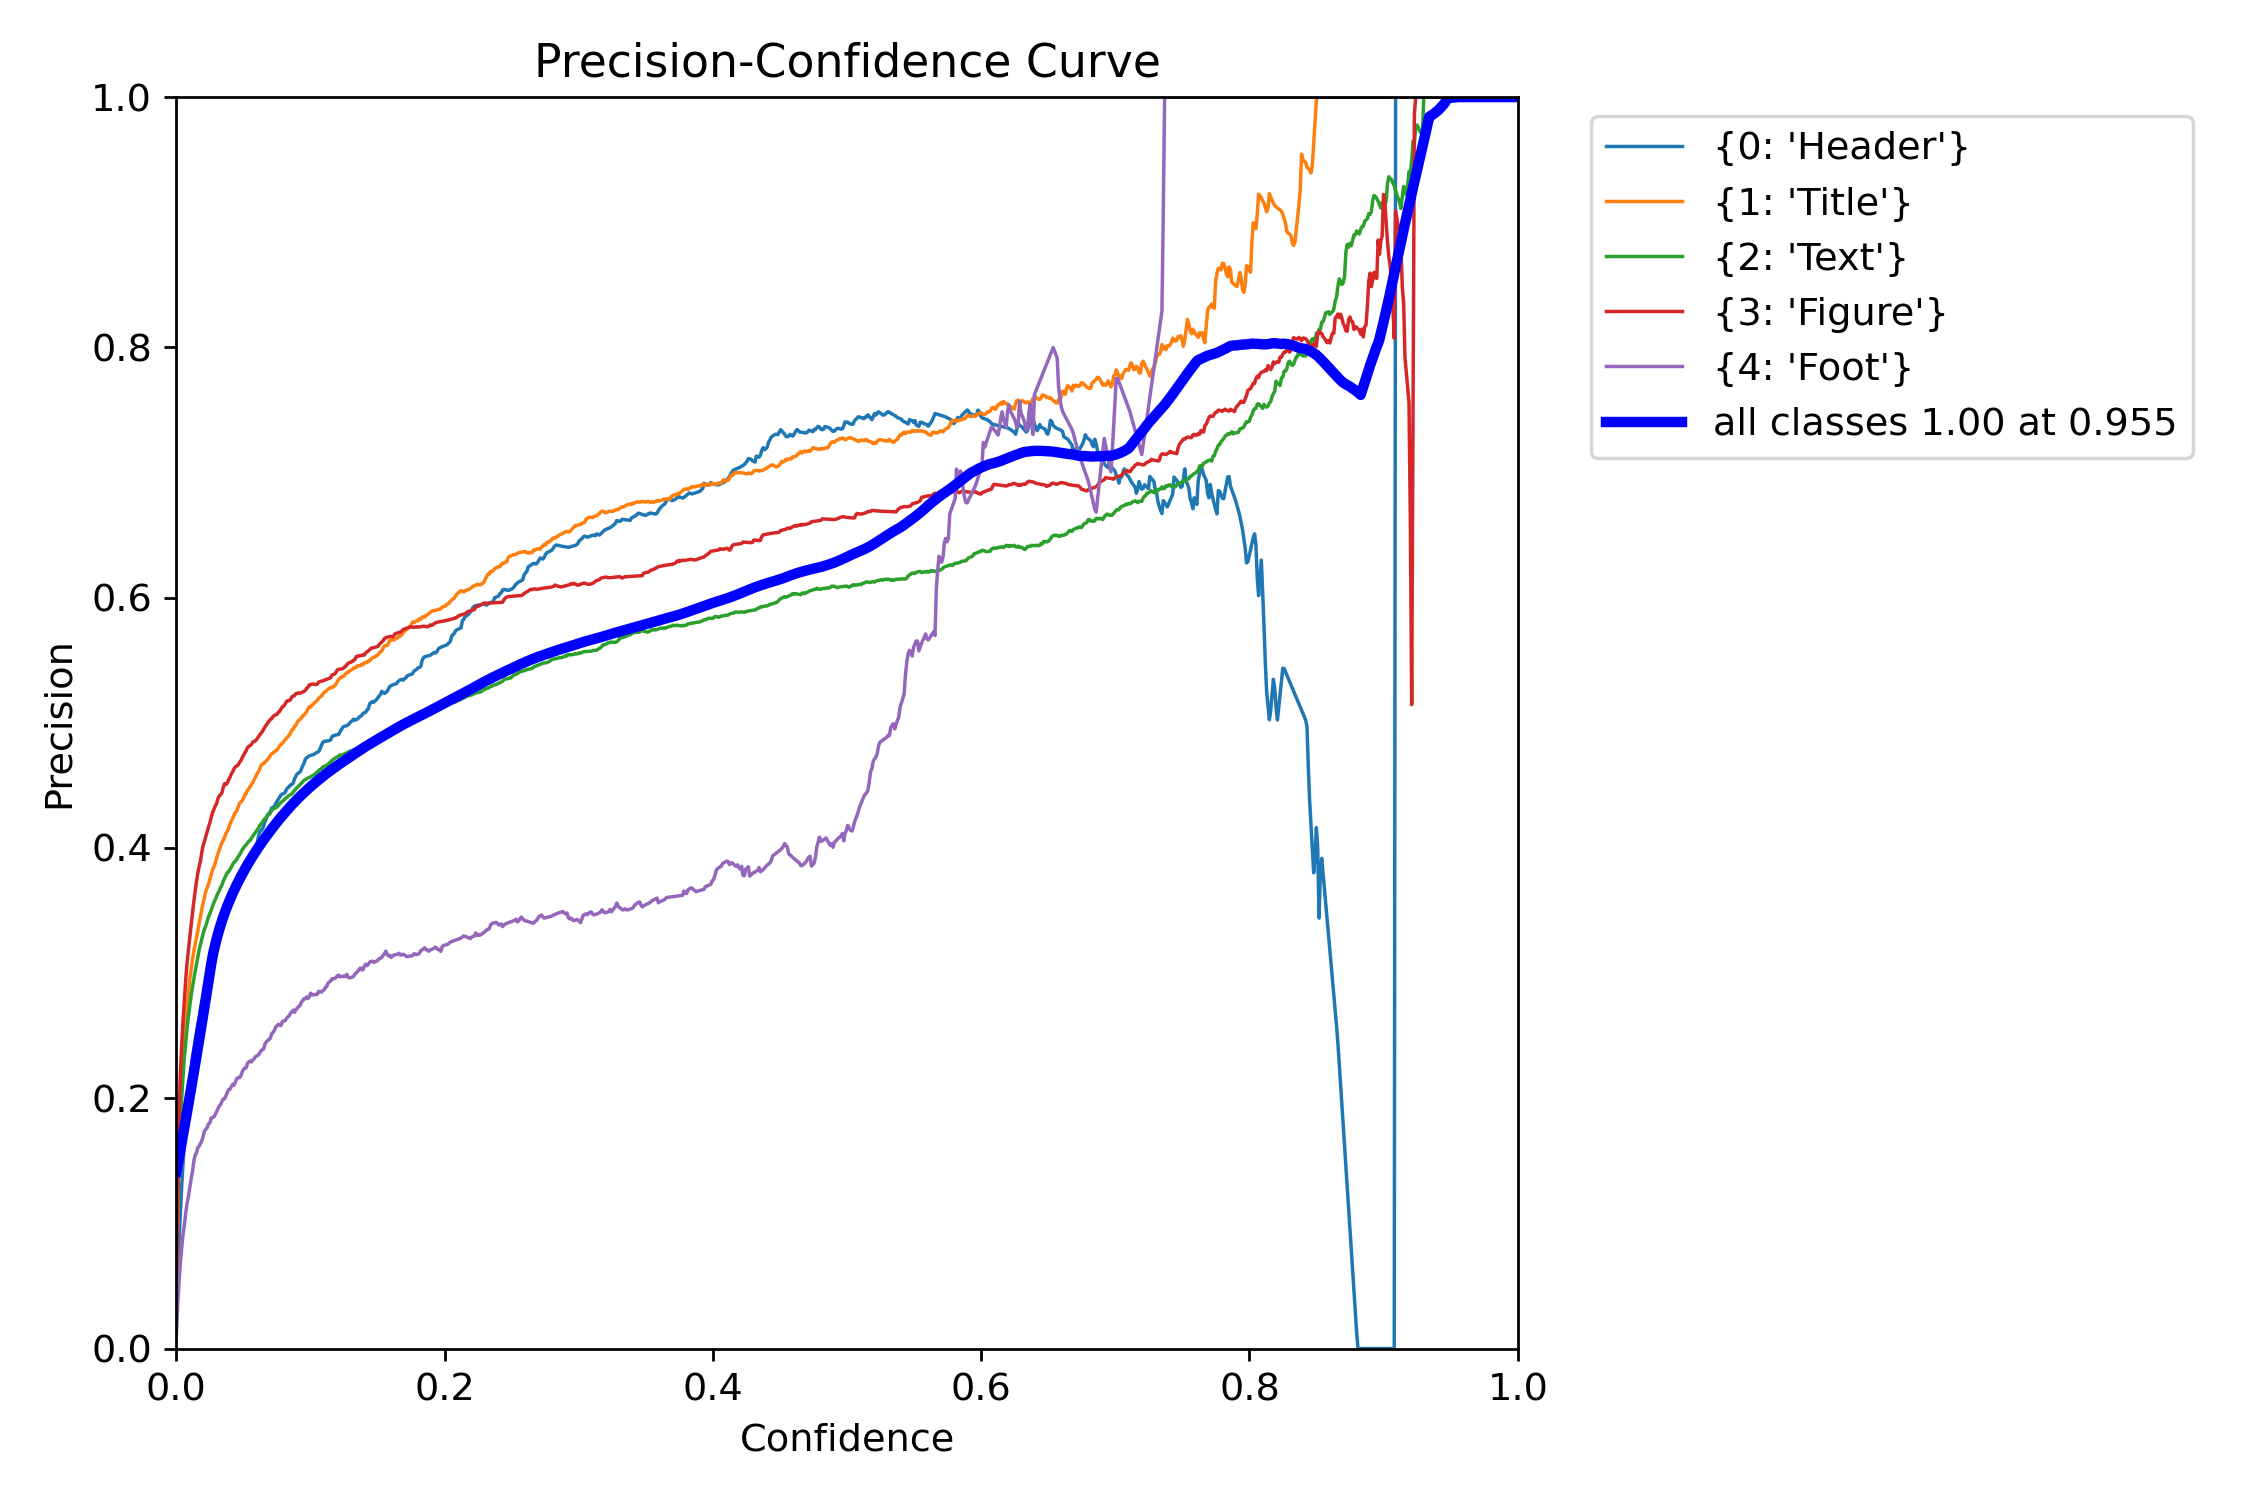 Precision-Confidence Curve
1.0
0.8
0.6
0.4
0.2
0.0
Precision
0.0 0.2 0.4 0.6 0.8 1.0
Confidence
{0: 'Header'}
{1: 'Title'}
{2: 'Text'}
{3: 'Figure'}
{4: 'Foot'}
all classes 1.00 at 0.955